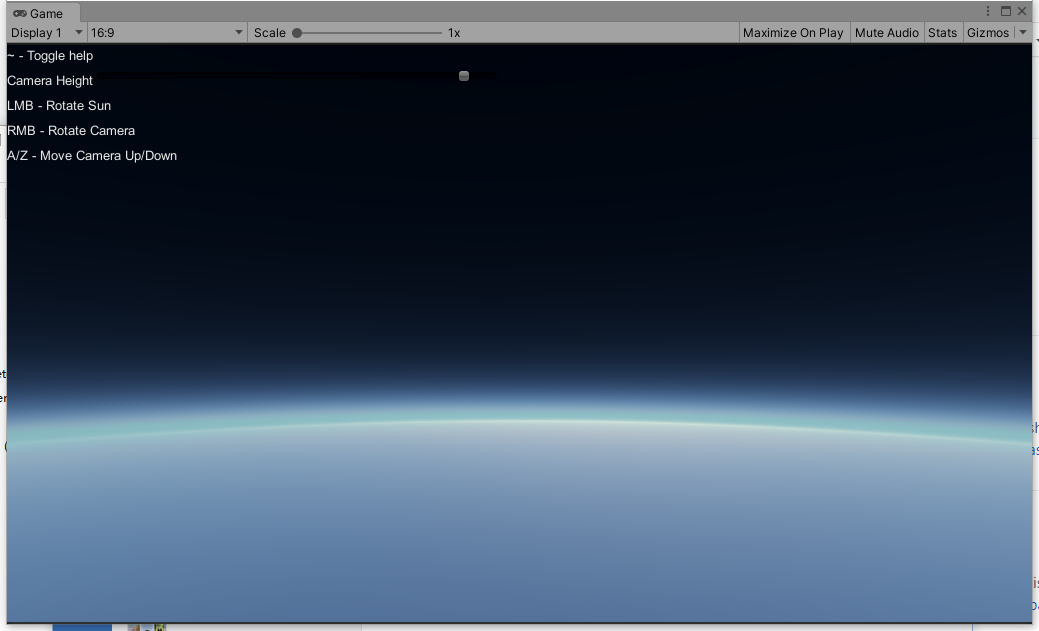 Game
Display 1 16:9 Scale 1x Maximize On Play Mute Audio Stats Gizmos
~ - Toggle help
Camera Height
LMB - Rotate Sun
RMB - Rotate Camera
A/Z - Move Camera Up/Down